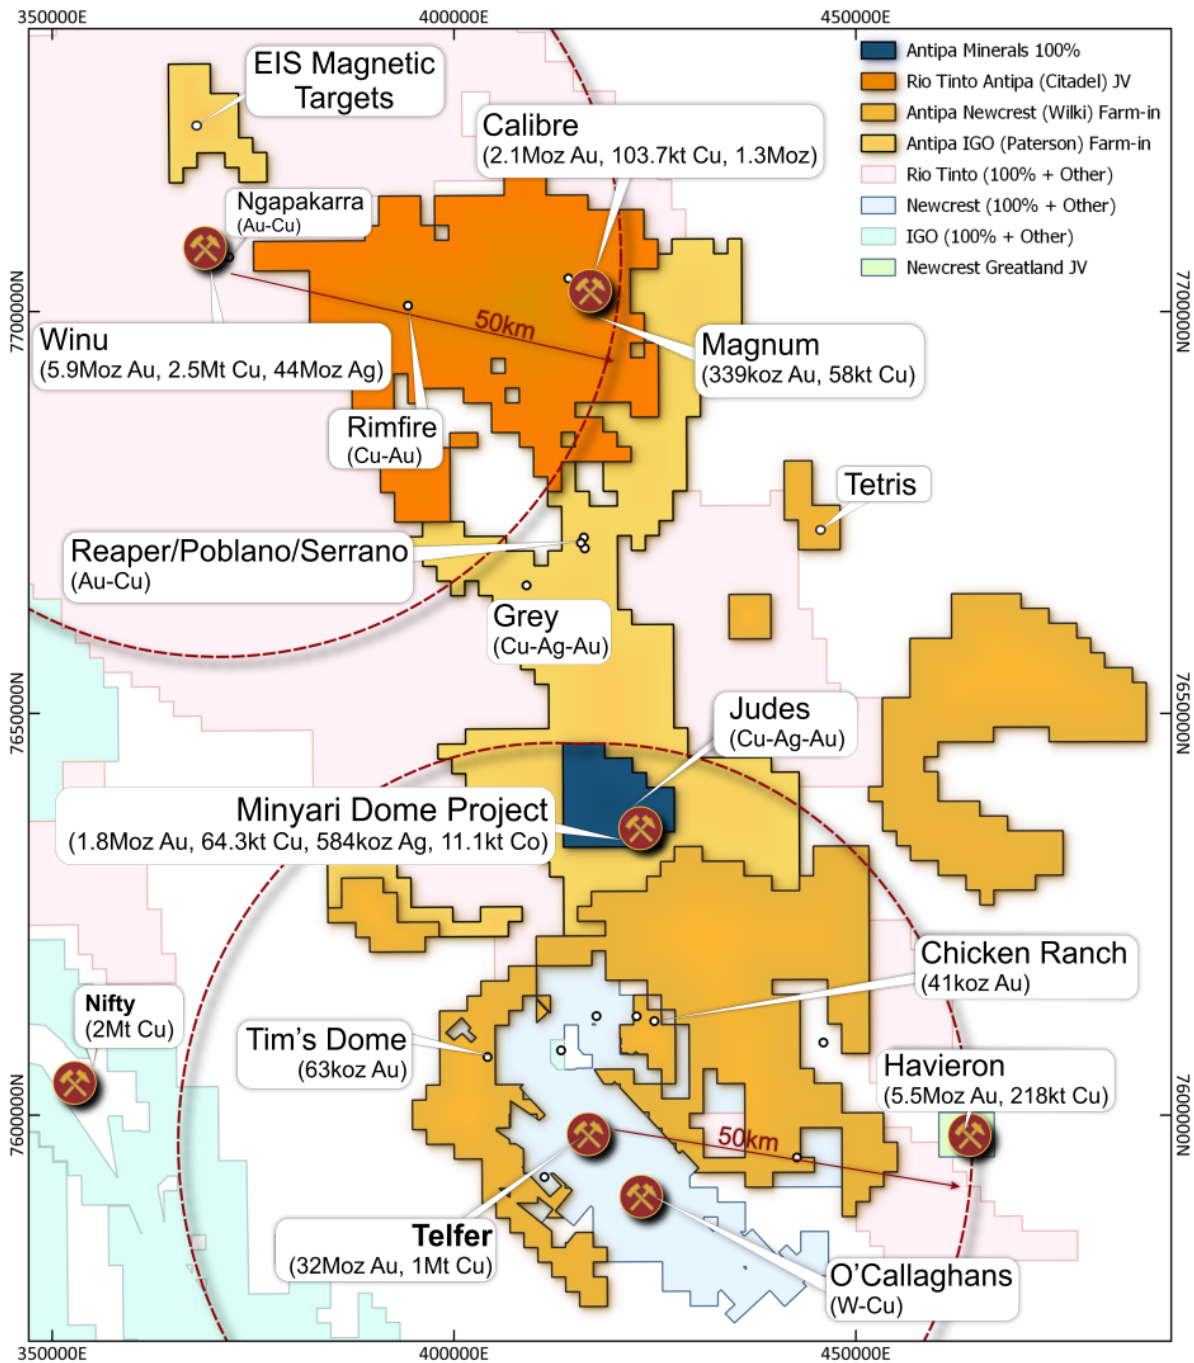 350000E
400000E
450000E
EIS Magnetic
Targets
Antipa Minerals 100%
Rio Tinto Antipa (Citadel) JV
Antipa Newcrest (Wilki) Farm-in
Antipa IGO (Paterson) Farm-in
Rio Tinto (100% + Other)
Newcrest (100% + Other)
IGO (100% + Other)
Newcrest Greatland JV
Calibre
(2.1Moz Au, 103.7kt Cu, 1.3Moz)
Ngapakarra
(Au-Cu)
7700000N
7700000N
50km
Winu
(5.9Moz Au, 2.5Mt Cu, 44Moz Ag)
Magnum
(339koz Au, 58kt Cu)
Rimfire
(Cu-Au)
Tetris
Reaper/Poblano/Serrano
(Au-Cu)
Grey
(Cu-Ag-Au)
7650000N
7650000N
Judes
(Cu-Ag-Au)
Minyari Dome Project
(1.8Moz Au, 64.3kt Cu, 584koz Ag, 11.1kt Co)
Chicken Ranch
(41koz Au)
Nifty
(2Mt Cu)
Tim's Dome
(63koz Au)
Havieron
(5.5Moz Au, 218kt Cu)
7600000N
7600000N
50km
Telfer
(32Moz Au, 1Mt Cu)
O'Callaghans
(W-Cu)
350000E
400000E
450000E